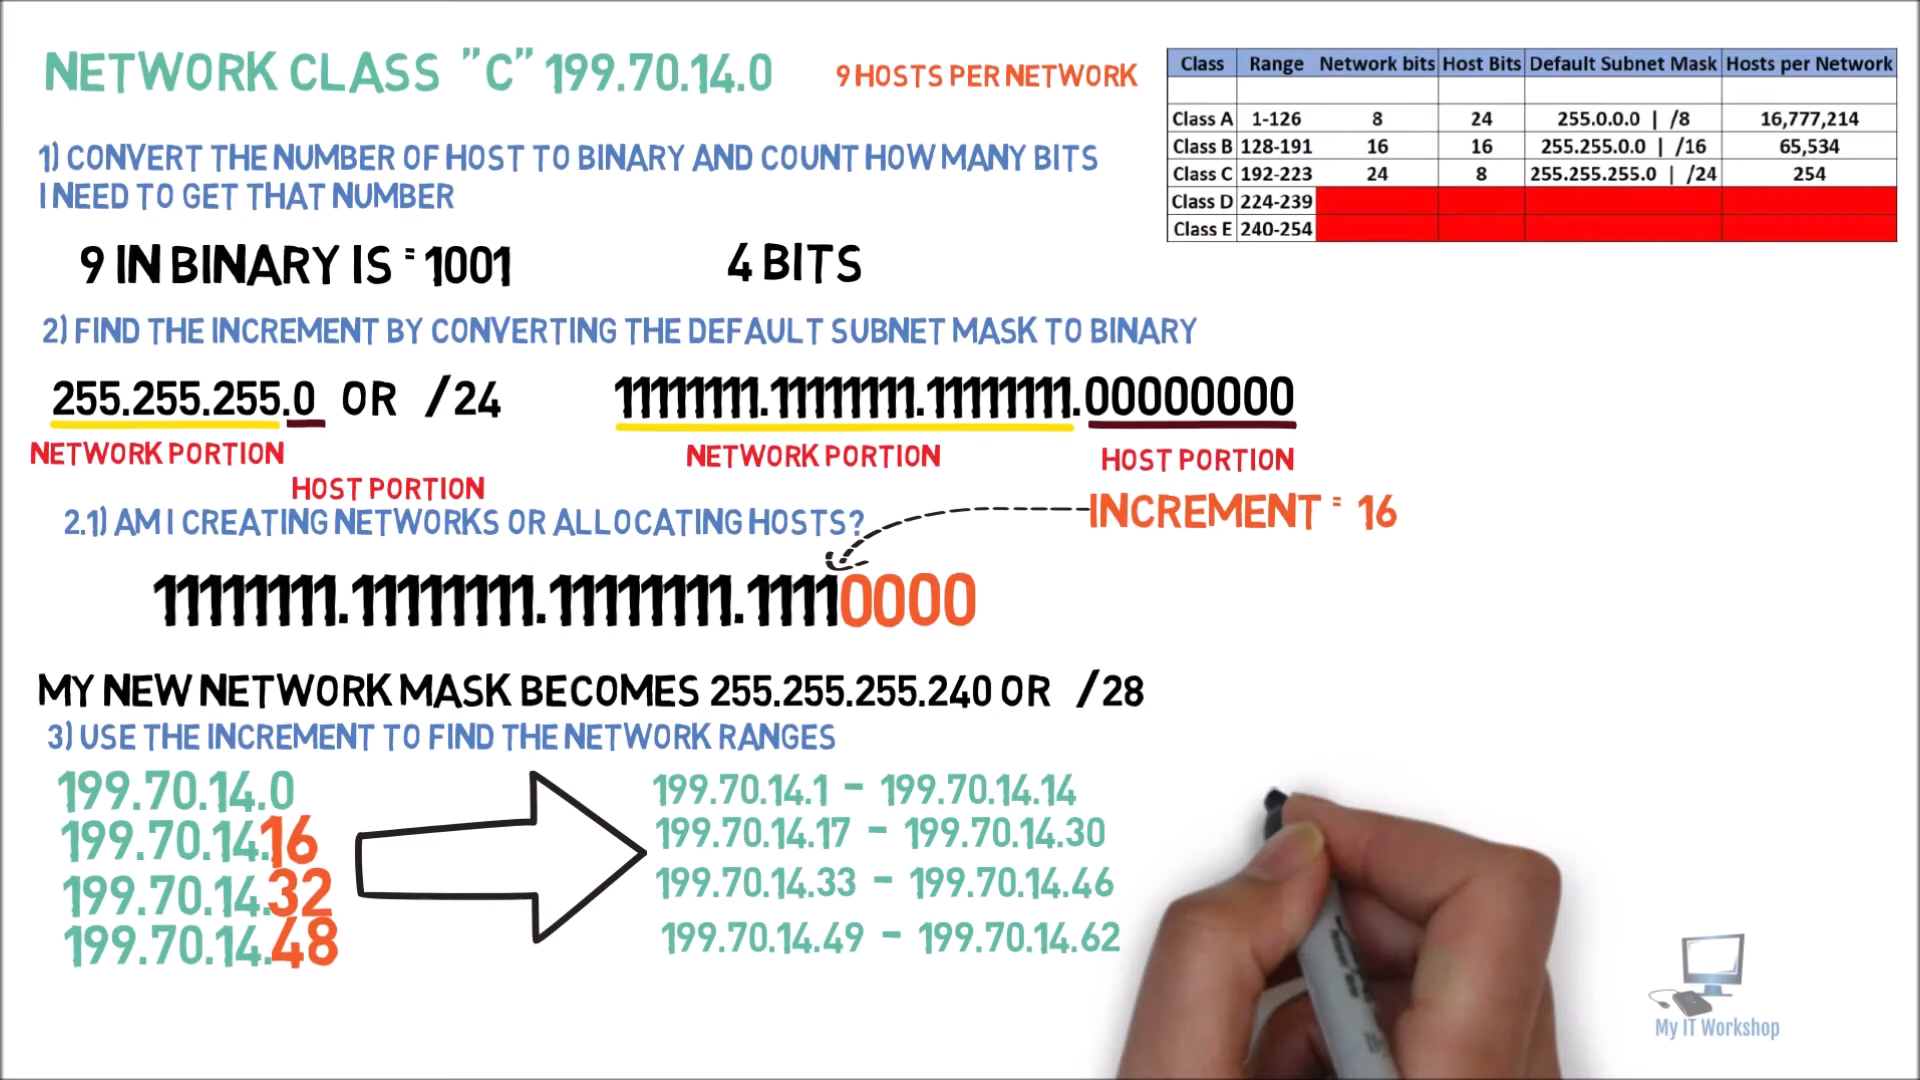 NETWORK CLASS "C" 199.70.14.0
9 HOSTS PER NETWORK
Class Range Network bits Host Bits Default Subnet Mask Hosts per Network
Class A 1-126 8 24 255.0.0.0 | /8 16,777,214
Class B 128-191 16 16 255.255.0.0 | /16 65,534
Class C 192-223 24 8 255.255.255.0 | /24 254
Class D 224-239
Class E 240-254
1) CONVERT THE NUMBER OF HOST TO BINARY AND COUNT HOW MANY BITS
I NEED TO GET THAT NUMBER
9 IN BINARY IS = 1001 4 BITS
2) FIND THE INCREMENT BY CONVERTING THE DEFAULT SUBNET MASK TO BINARY
255.255.255.0 OR /24 11111111.11111111.11111111.00000000
NETWORK PORTION
HOST PORTION
NETWORK PORTION
HOST PORTION
2.1) AM I CREATING NETWORKS OR ALLOCATING HOSTS?
INCREMENT = 16
11111111.11111111.11111111.11110000
MY NEW NETWORK MASK BECOMES 255.255.255.240 OR /28
3) USE THE INCREMENT TO FIND THE NETWORK RANGES
199.70.14.0
199.70.14.16
199.70.14.32
199.70.14.48
199.70.14.1 - 199.70.14.14
199.70.14.17 - 199.70.14.30
199.70.14.33 - 199.70.14.46
199.70.14.49 - 199.70.14.62
My IT Workshop